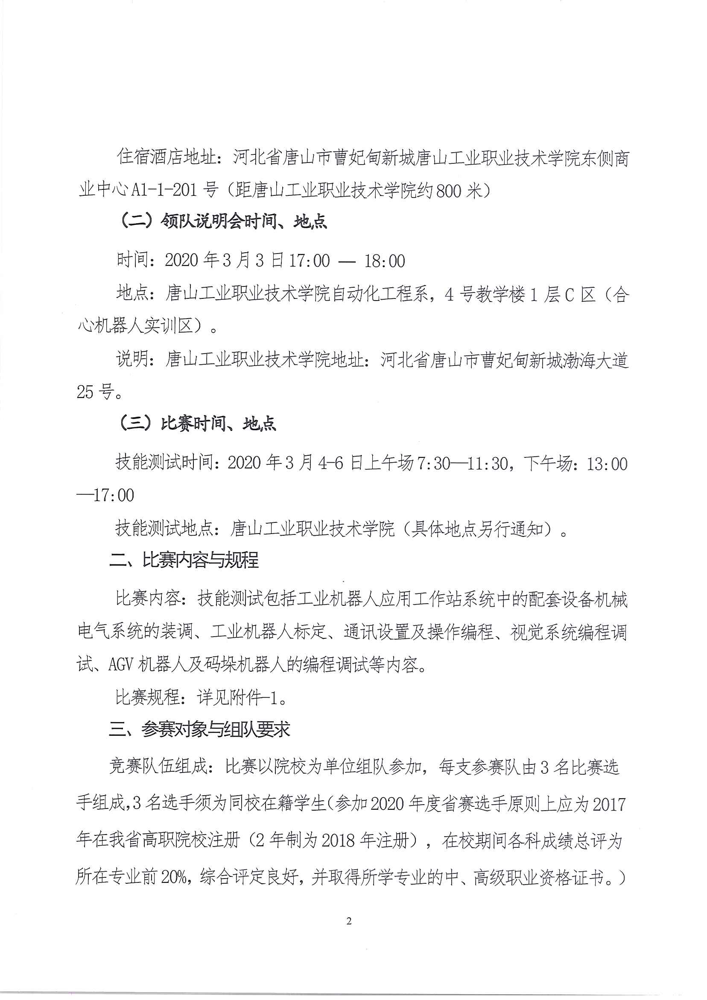 住宿酒店地址：河北省唐山市曹妃甸新城唐山工业职业技术学院东侧商
业中心A1-1-201 号（距唐山工业职业技术学院约800 米）
（二）领队说明会时间、地点
时间：2020 年3 月3 日17:00 — 18:00
地点：唐山工业职业技术学院自动化工程系，4 号教学楼1 层C 区（合
心机器人实训区）。
说明：唐山工业职业技术学院地址：河北省唐山市曹妃甸新城渤海大道
25 号。
（三）比赛时间、地点
技能测试时间：2020 年3 月4-6 日上午场7:30—11:30，下午场：13:00
—17:00
技能测试地点：唐山工业职业技术学院（具体地点另行通知）。
二、比赛内容与规程
比赛内容：技能测试包括工业机器人应用工作站系统中的配套设备机械
电气系统的装调、工业机器人标定、通讯设置及操作编程、视觉系统编程调
试、AGV 机器人及码垛机器人的编程调试等内容。
比赛规程：详见附件-1。
三、参赛对象与组队要求
竞赛队伍组成：比赛以院校为单位组队参加，每支参赛队由3 名比赛选
手组成,3 名选手须为同校在籍学生(参加2020 年度省赛选手原则上应为2017
年在我省高职院校注册（2 年制为2018 年注册），在校期间各科成绩总评为
所在专业前20%，综合评定良好，并取得所学专业的中、高级职业资格证书。）
2